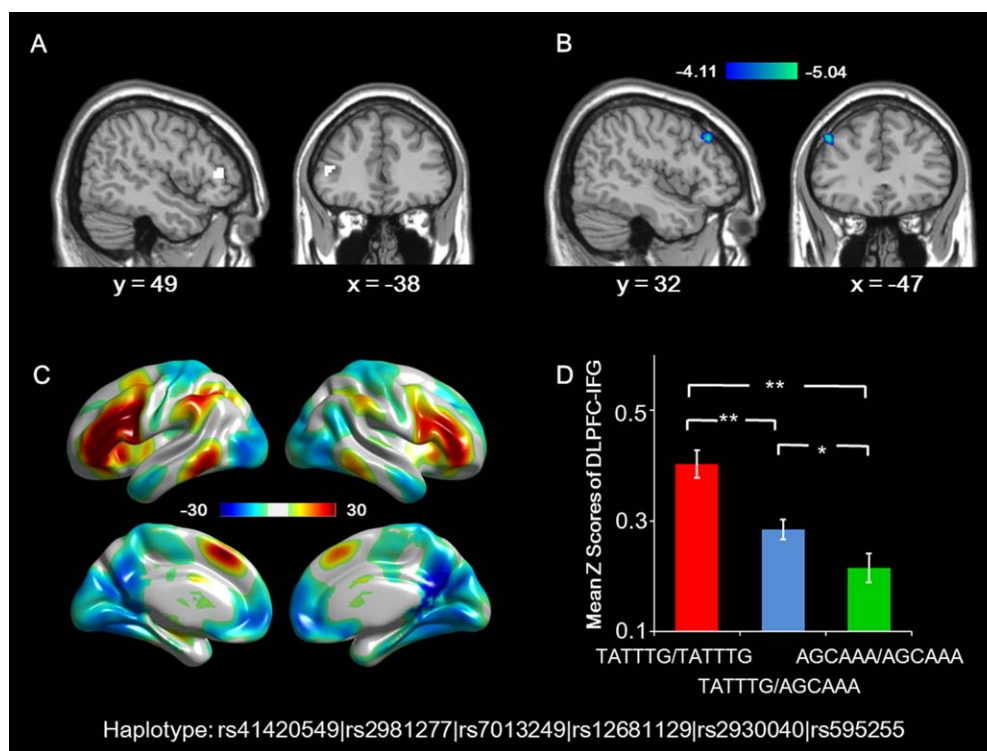 A
B
−4.11
−5.04
y = 49
x = -38
y = 32
x = -47
C
-30
30
D
Mean Z Scores of DLPFC-IFG
0.5
0.3
0.1
**
**
*
TATTTG/TATTTG
AGCAAA/AGCAAA
TATTTG/AGCAAA
Haplotype: rs41420549|rs2981277|rs7013249|rs12681129|rs2930040|rs595255